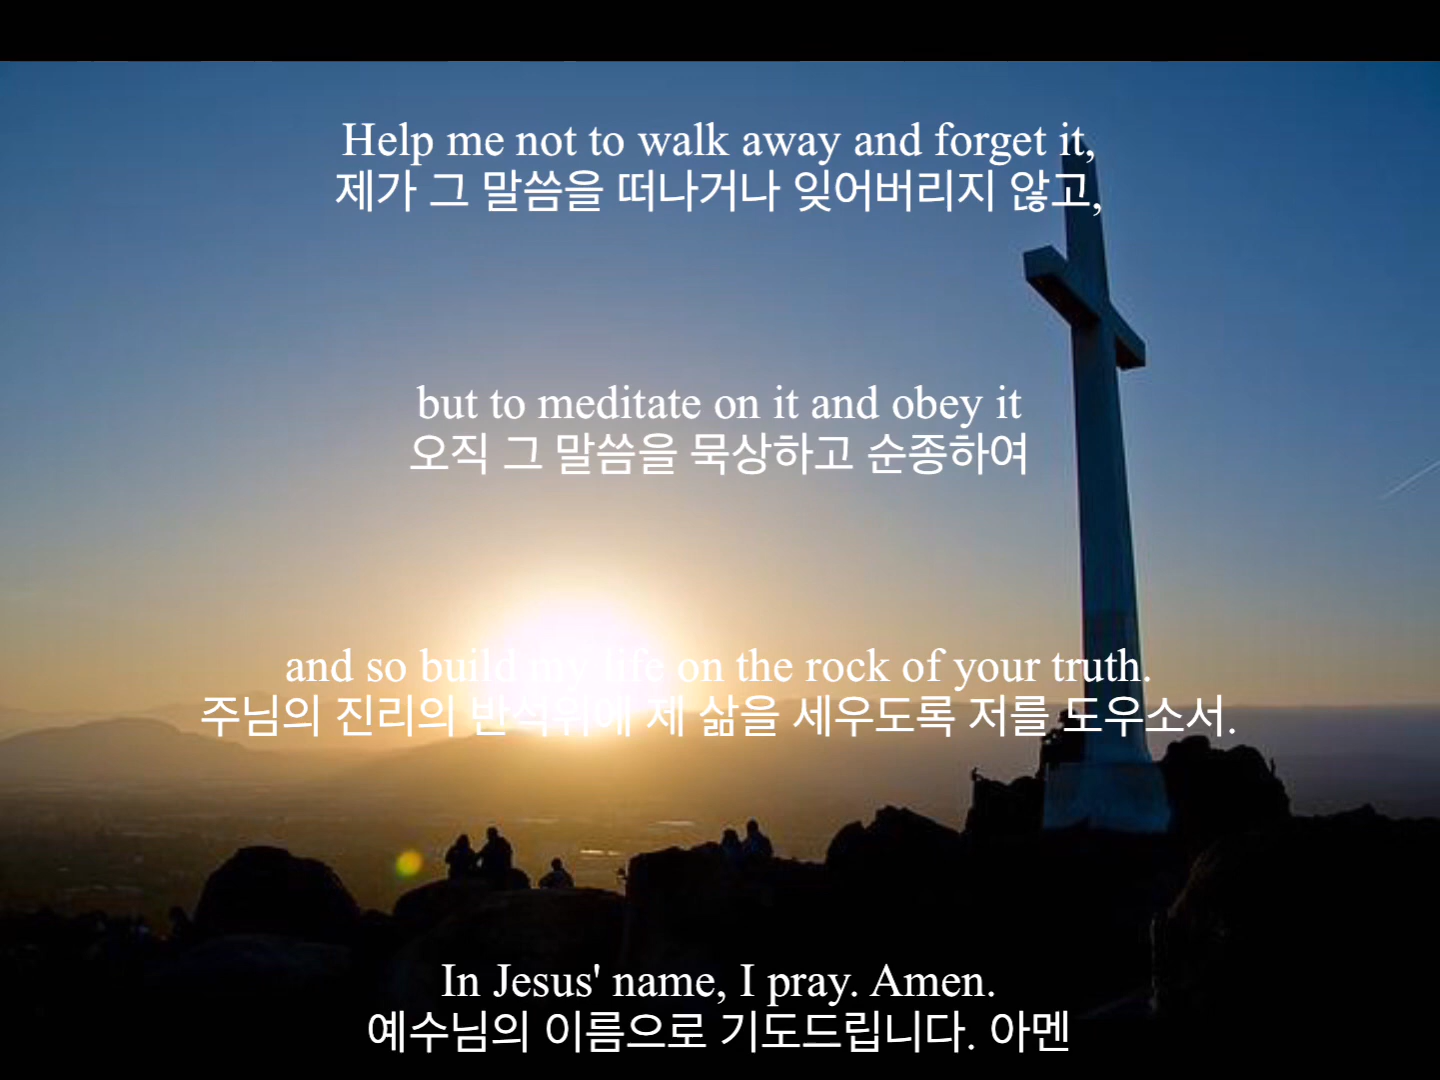 Help me not to walk away and forget it,
제가 그 말씀을 떠나거나 잊어버리지 않고,
but to meditate on it and obey it
오직 그 말씀을 묵상하고 순종하여
and so build my life on the rock of your truth.
주님의 진리의 반석위에 제 삶을 세우도록 저를 도우소서.
In Jesus' name, I pray. Amen.
예수님의 이름으로 기도드립니다. 아멘